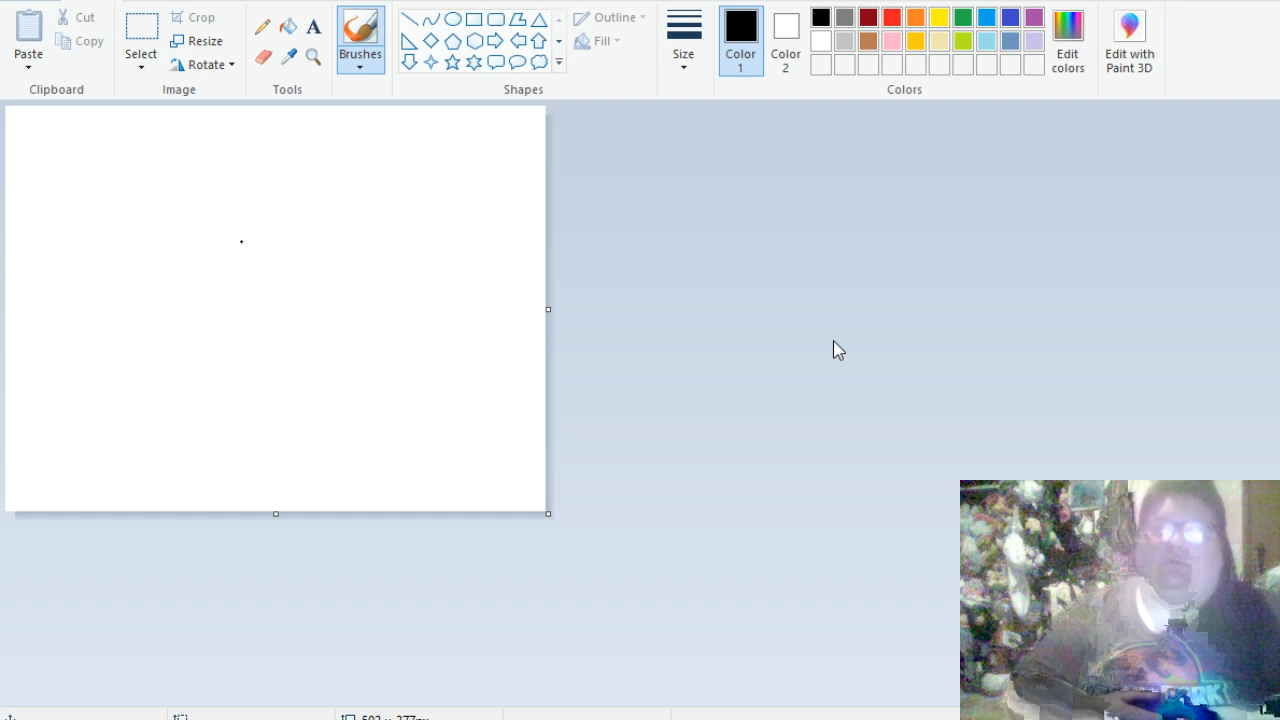 Paste
Cut
Copy
Clipboard
Select
Crop
Resize
Rotate
Image
A
Tools
Brushes
Shapes
Outline
Fill
Size
Color 1
Color 2
Edit colors
Colors
Edit with Paint 3D